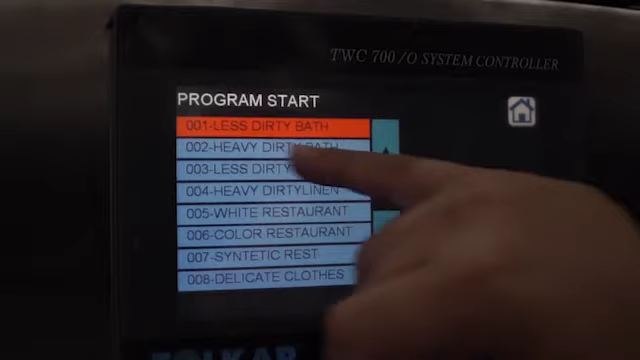 TWC 700/O SYSTEM CONTROLLER
PROGRAM START
001-LESS DIRTY BATH
002-HEAVY DIRTY BATH
003-LESS DIRTY
004-HEAVY DIRTYLINEN
005-WHITE RESTAURANT
006-COLOR RESTAURANT
007-SYNTETIC REST
008-DELICATE CLOTHES